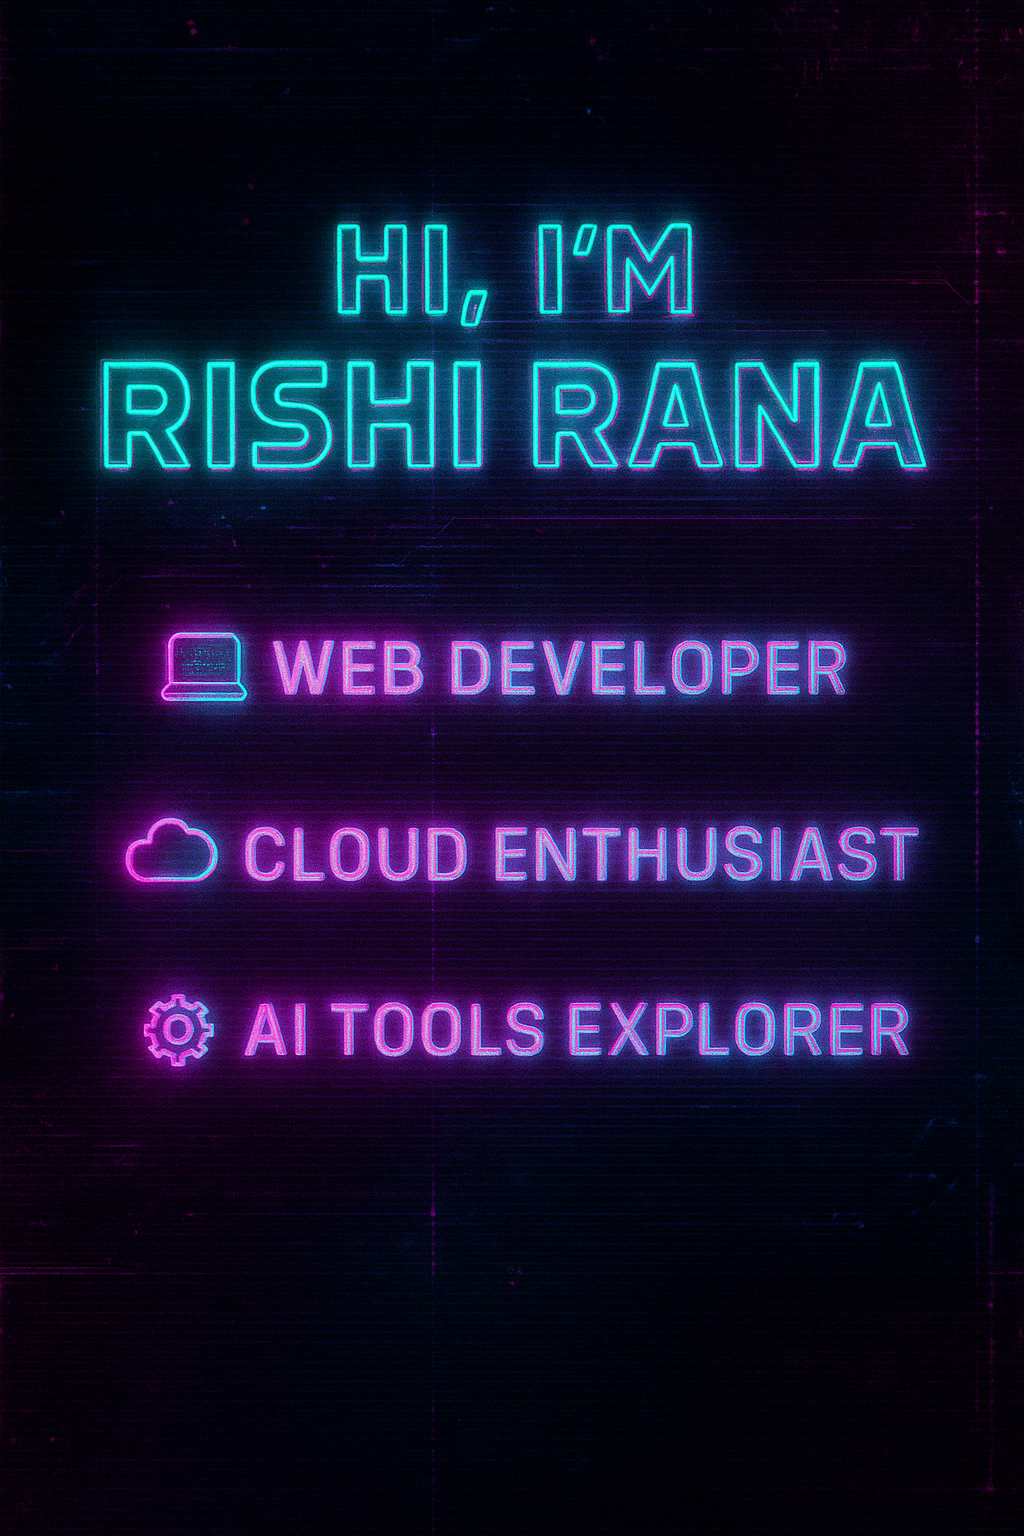 HI, I'M
RISHI RANA
WEB DEVELOPER
CLOUD ENTHUSIAST
AI TOOLS EXPLORER